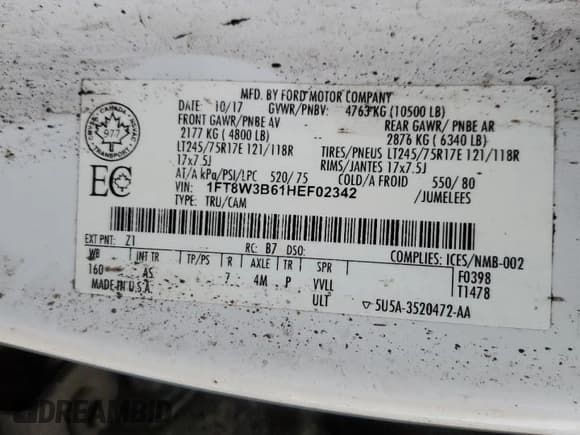 MFD. BY FORD MOTOR COMPANY
DATE: 10/17 GVWR/PNBV: 4763 KG (10500 LB)
FRONT GAWR/PNBE AV REAR GAWR/ PNBE AR
2177 KG ( 4800 LB) 2876 KG ( 6340 LB)
LT245/75R17E 121/118R TIRES/PNEUS LT245/75R17E 121/118R
17x7.5J RIMS/JANTES 17x7.5J
AT/A kPa/PSI/LPC 520/ 75 COLD/A FROID 550/ 80
VIN: 1FT8W3B61HEF02342 /JUMELEES
TYPE: TRU/CAM
CANADA
977
TRANSPORT
EC
EXT PNT: Z1 RC: B7 DSO: COMPLIES: ICES/NMB-002
WB INT TR TP/PS R AXLE TR SPR F0398
160 AS 7 4M P VVLL T1478
MADE IN U.S.A. ULT 5U5A-3520472-AA
DREAMBID